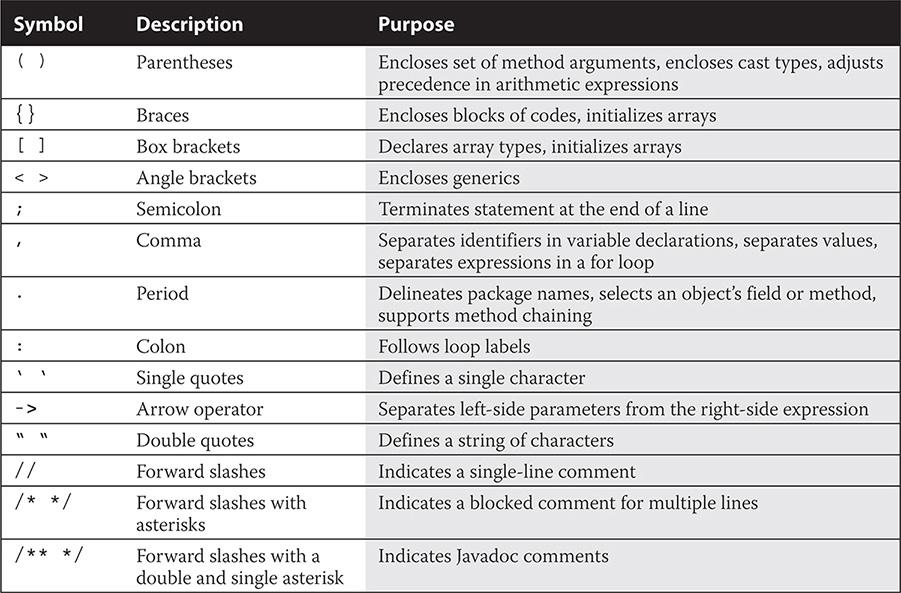 Symbol Description Purpose
( ) Parentheses Encloses set of method arguments, encloses cast types, adjusts
precedence in arithmetic expressions
{} Braces Encloses blocks of codes, initializes arrays
[ ] Box brackets Declares array types, initializes arrays
< > Angle brackets Encloses generics
; Semicolon Terminates statement at the end of a line
, Comma Separates identifiers in variable declarations, separates values,
separates expressions in a for loop
. Period Delineates package names, selects an object’s field or method,
supports method chaining
: Colon Follows loop labels
‛ ‛ Single quotes Defines a single character
-> Arrow operator Separates left-side parameters from the right-side expression
‟ ‟ Double quotes Defines a string of characters
// Forward slashes Indicates a single-line comment
/* */ Forward slashes with Indicates a blocked comment for multiple lines
asterisks
/** */ Forward slashes with a Indicates Javadoc comments
double and single asterisk